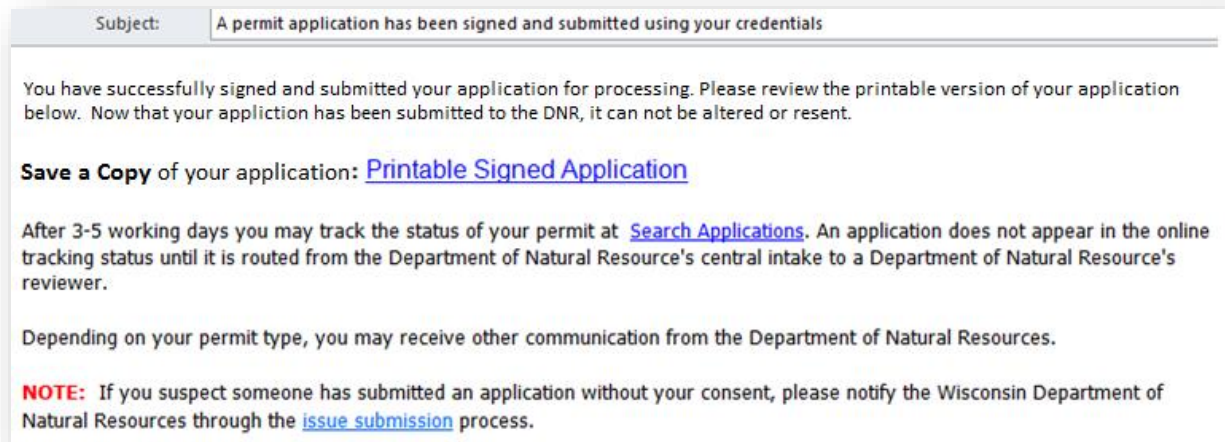 Subject: A permit application has been signed and submitted using your credentials
You have successfully signed and submitted your application for processing. Please review the printable version of your application
below.  Now that your appliction has been submitted to the DNR, it can not be altered or resent.
Save a Copy of your application: Printable Signed Application
After 3-5 working days you may track the status of your permit at  Search Applications. An application does not appear in the online
tracking status until it is routed from the Department of Natural Resource's central intake to a Department of Natural Resource's
reviewer.
Depending on your permit type, you may receive other communication from the Department of Natural Resources.
NOTE:  If you suspect someone has submitted an application without your consent, please notify the Wisconsin Department of
Natural Resources through the issue submission process.